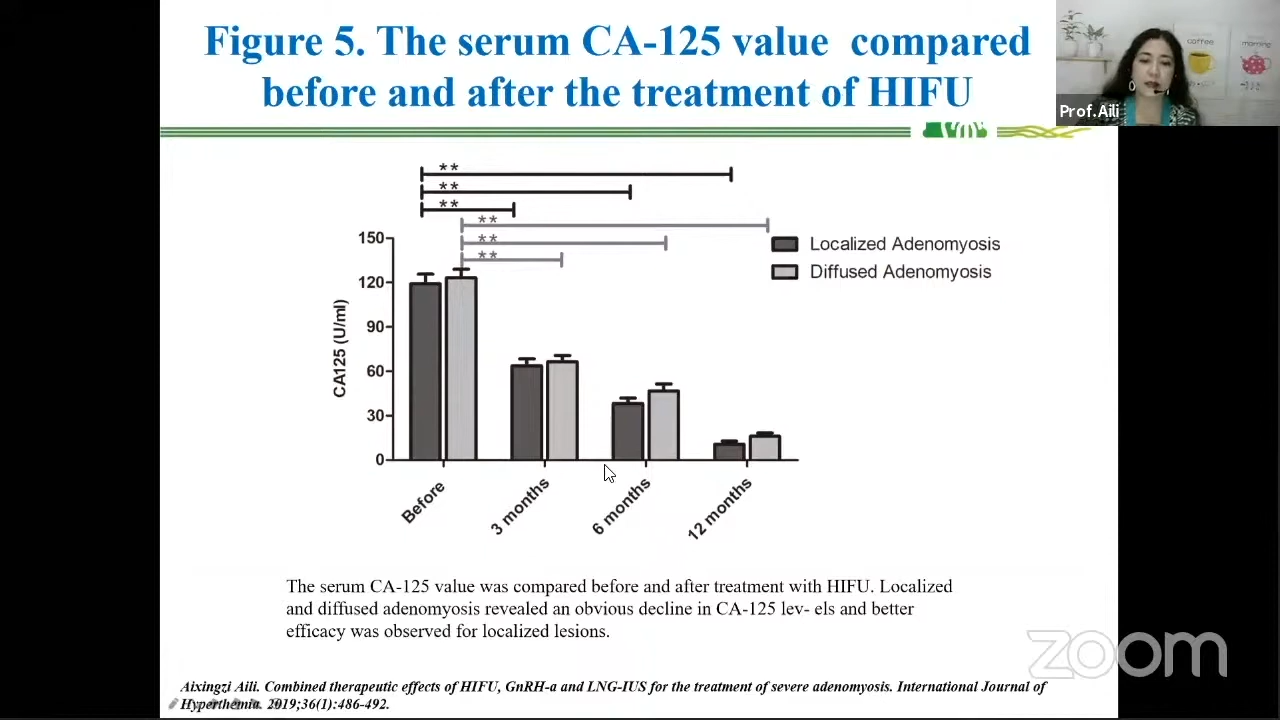 Figure 5. The serum CA-125 value compared
before and after the treatment of HIFU
coffee
morning
Prof.Aili
**
**
**
**
**
**
150
120
90
60
30
0
CA125 (U/ml)
Localized Adenomyosis
Diffused Adenomyosis
Before
3 months
6 months
12 months
The serum CA-125 value was compared before and after treatment with HIFU. Localized
and diffused adenomyosis revealed an obvious decline in CA-125 lev- els and better
efficacy was observed for localized lesions.
zoom
Aixingzi Aili. Combined therapeutic effects of HIFU, GnRH-a and LNG-IUS for the treatment of severe adenomyosis. International Journal of
Hyperthemia. 2019;36(1):486-492.